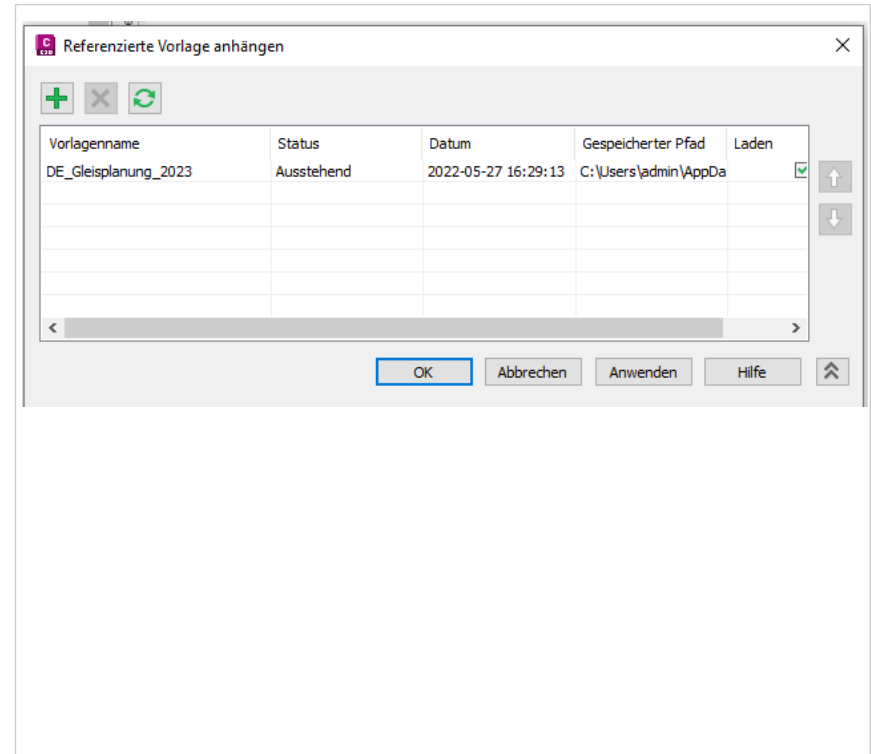 C
C3D
Referenzierte Vorlage anhängen
Vorlagenname Status Datum Gespeicherter Pfad Laden
DE_Gleisplanung_2023 Ausstehend 2022-05-27 16:29:13 C:\Users\admin\AppDa
OK Abbrechen Anwenden Hilfe